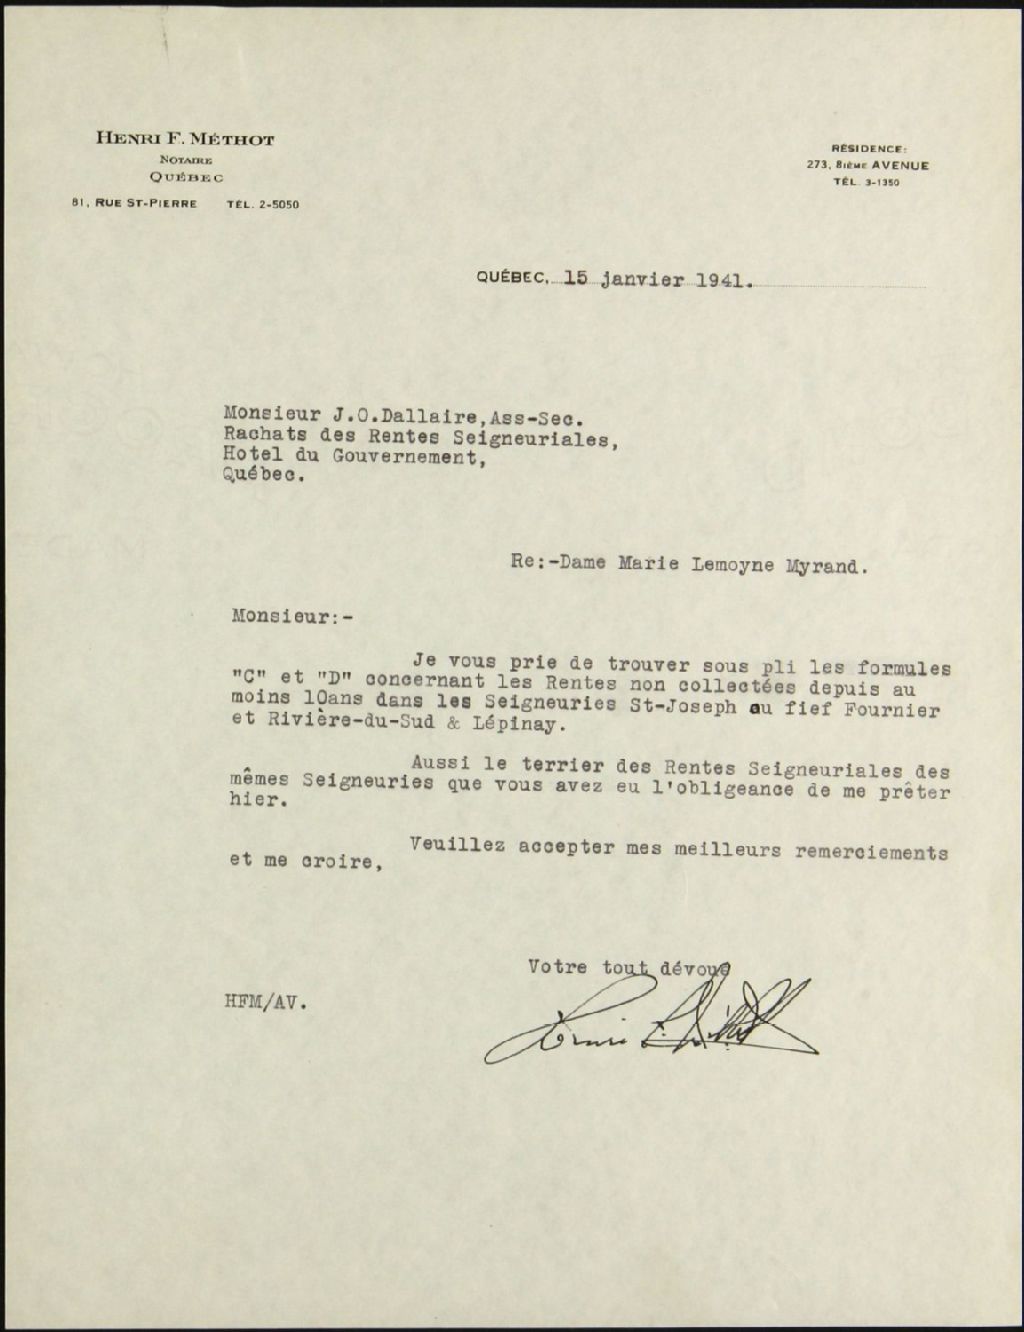 HENRI F. MÉTHOT
NOTAIRE
QUÉBEC
81, RUE ST-PIERRE TÉL. 2-5050
RÉSIDENCE:
273, 8IÈME AVENUE
TÉL. 3-1350
QUÉBEC, 15 janvier 1941.
Monsieur J.O.Dallaire,Ass-Sec.
Rachats des Rentes Seigneuriales,
Hotel du Gouvernement,
Québec.
Re:-Dame Marie Lemoyne Myrand.
Monsieur:-
Je vous prie de trouver sous pli les formules
"C" et "D" concernant les Rentes non collectées depuis au
moins 10ans dans les Seigneuries St-Joseph au fief Fournier
et Rivière-du-Sud & Lépinay.
Aussi le terrier des Rentes Seigneuriales des
mêmes Seigneuries que vous avez eu l'obligeance de me prêter
hier.
Veuillez accepter mes meilleurs remerciements
et me croire,
Votre tout dévoué
HFM/AV.
Henri F. Méthot